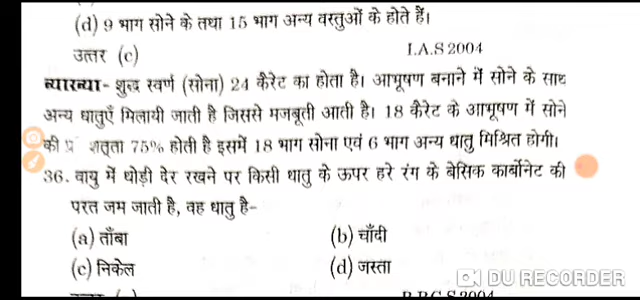 (d) 9 भाग सोने के तथा 15 भाग अन्य वस्तुओं के होते हैं।
उत्तर (c) I.A.S 2004
व्याख्या- शुद्ध स्वर्ण (सोना) 24 कैरेट का होता है। आभूषण बनाने में सोने के साथ
अन्य धातुएँ मिलायी जाती है जिससे मजबूती आती है। 18 कैरेट के आभूषण में सोने
की प्र शतता 75% होती है इसमें 18 भाग सोना एवं 6 भाग अन्य धातु मिश्रित होगी।
36. वायु में थोड़ी देर रखने पर किसी धातु के ऊपर हरे रंग के बेसिक कार्बोनेट की
परत जम जाती है, वह धातु है-
(a) ताँबा (b) चाँदी
(c) निकेल (d) जस्ता
DU RECORDER